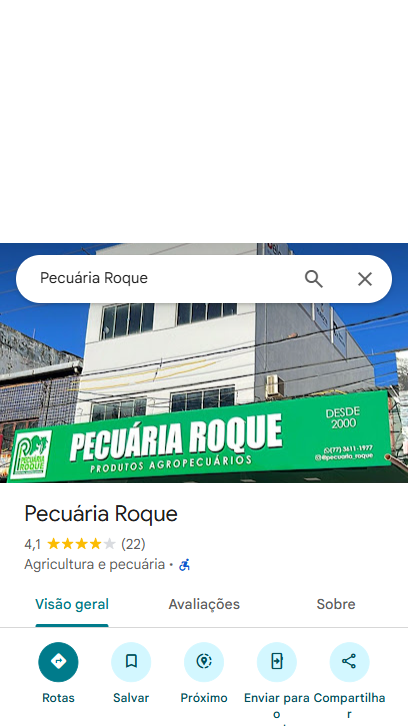 Pecuária Roque
PECUÁRIA ROQUE
PRODUTOS AGROPECUÁRIOS
DESDE
2000
(77) 3611-1977
@pecuaria_roque
PECUÁRIA
ROQUE
Pecuária Roque
4,1 (22)
Agricultura e pecuária ·
Visão geral
Avaliações
Sobre
Rotas
Salvar
Próximo
Enviar para
o
Compartilha
r